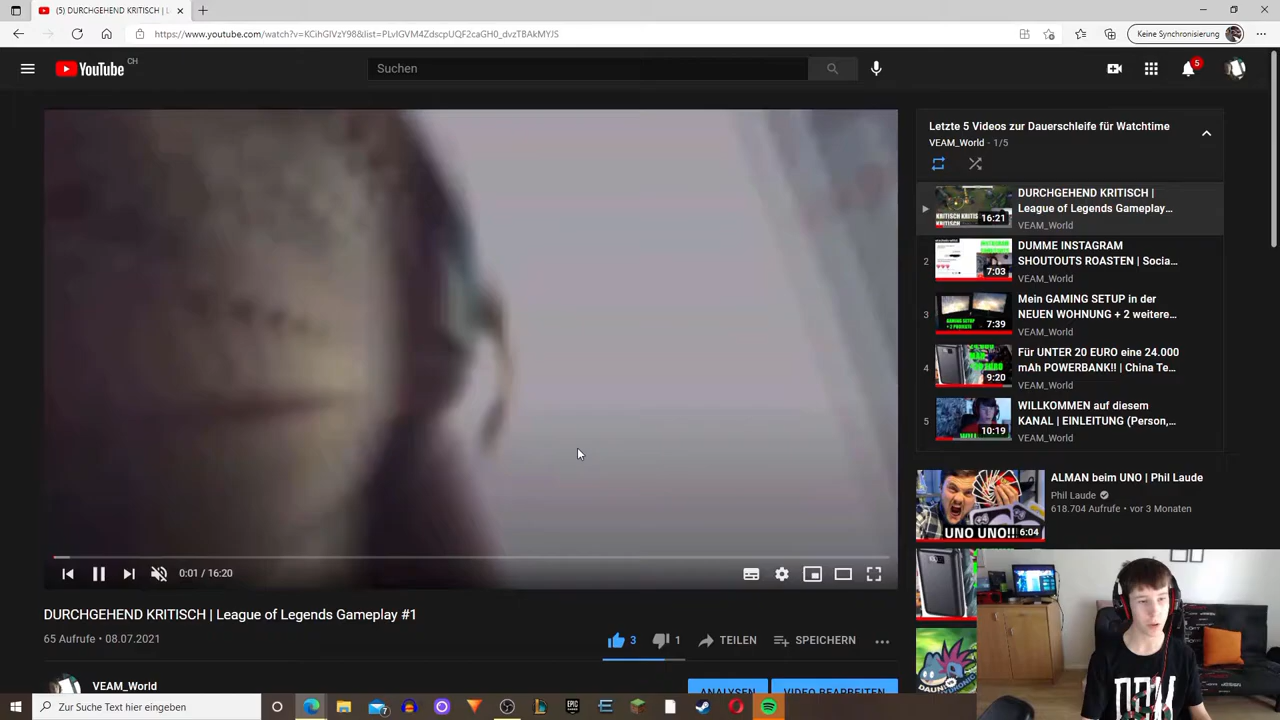 (5) DURCHGEHEND KRITISCH | L
https://www.youtube.com/watch?v=KCihGIVzY98&list=PLvIGVM4ZdscpUQF2caGH0_dvzTBAkMYJS
Keine Synchronisierung
YouTube CH
Suchen
5
Letzte 5 Videos zur Dauerschleife für Watchtime
VEAM_World - 1/5
DURCHGEHEND KRITISCH |
League of Legends Gameplay...
VEAM_World
16:21
2
DUMME INSTAGRAM
SHOUTOUTS ROASTEN | Socia...
VEAM_World
7:03
3
Mein GAMING SETUP in der
NEUEN WOHNUNG + 2 weitere...
VEAM_World
7:39
4
Für UNTER 20 EURO eine 24.000
mAh POWERBANK!! | China Te...
VEAM_World
9:20
5
WILLKOMMEN auf diesem
KANAL | EINLEITUNG (Person,...
VEAM_World
10:19
ALMAN beim UNO | Phil Laude
Phil Laude
618.704 Aufrufe • vor 3 Monaten
UNO UNO!!
6:04
0:01 / 16:20
DURCHGEHEND KRITISCH | League of Legends Gameplay #1
65 Aufrufe • 08.07.2021
3
1
TEILEN
SPEICHERN
VEAM_World
ANALYSEN
VIDEO BEARBEITEN
Zur Suche Text hier eingeben